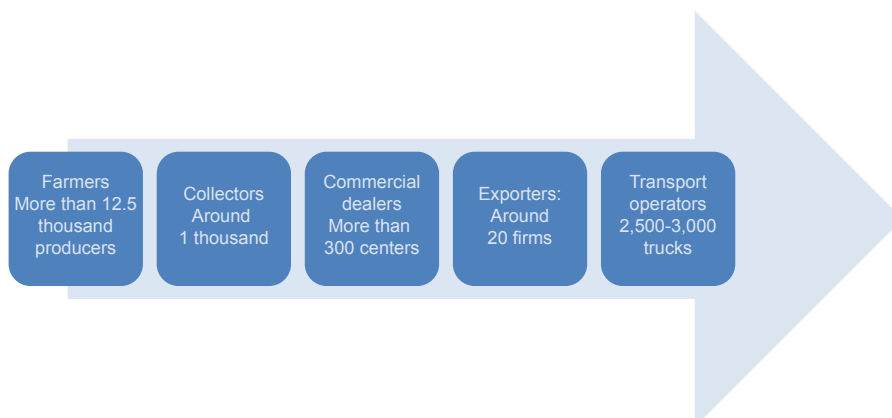 Farmers
More than 12.5
thousand
producers
Collectors
Around
1 thousand
Commercial
dealers
More than
300 centers
Exporters:
Around
20 firms
Transport
operators
2,500-3,000
trucks